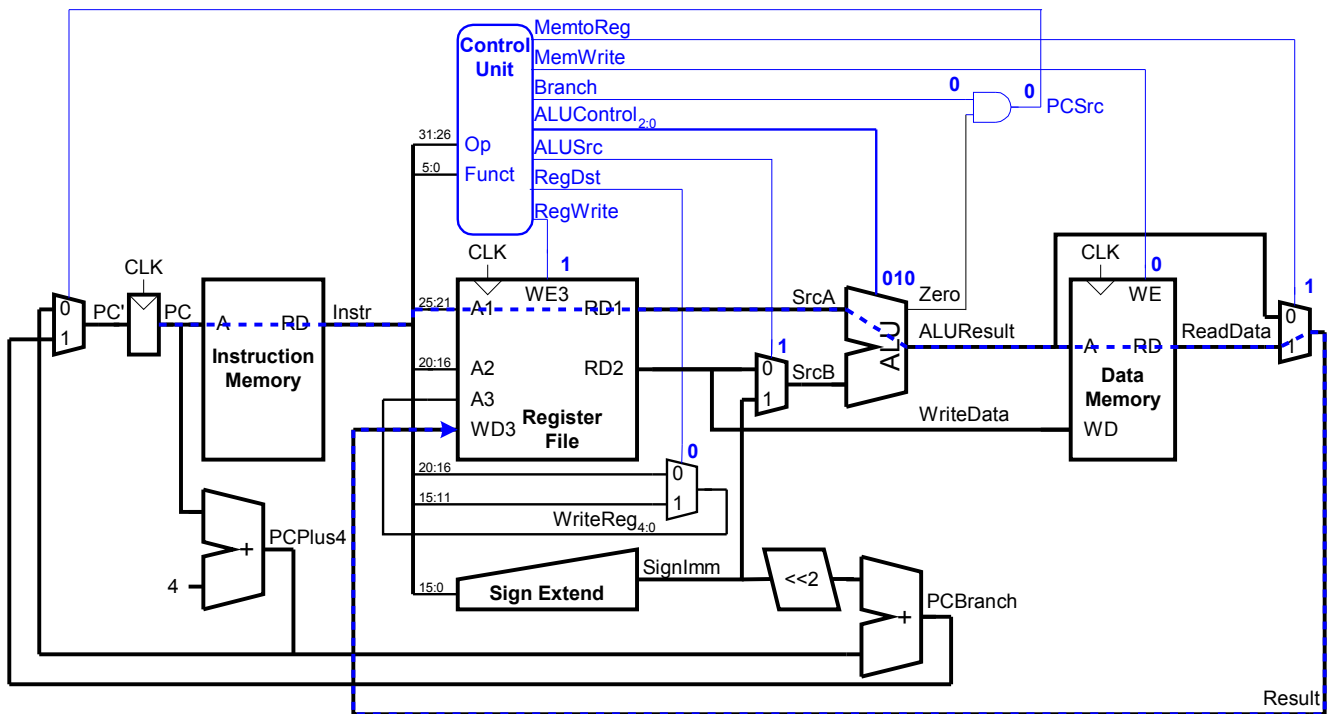 MemtoReg
Control
Unit
MemWrite
Branch
0
0
PCSrc
ALUControl2:0
31:26
Op
ALUSrc
5:0
Funct
RegDst
RegWrite
CLK
CLK
CLK
1
010
0
1
WE3
Zero
WE
0
PC'
PC
A
RD
Instr
25:21
A1
RD1
SrcA
0
1
Instruction
Memory
ALU
ALUResult
A
RD
ReadData
1
20:16
A2
RD2
1
0
SrcB
1
Data
Memory
A3
WD3
Register
File
WriteData
WD
20:16
0
0
15:11
1
WriteReg4:0
PCPlus4
+
4
15:0
Sign Extend
SignImm
<<2
PCBranch
+
Result